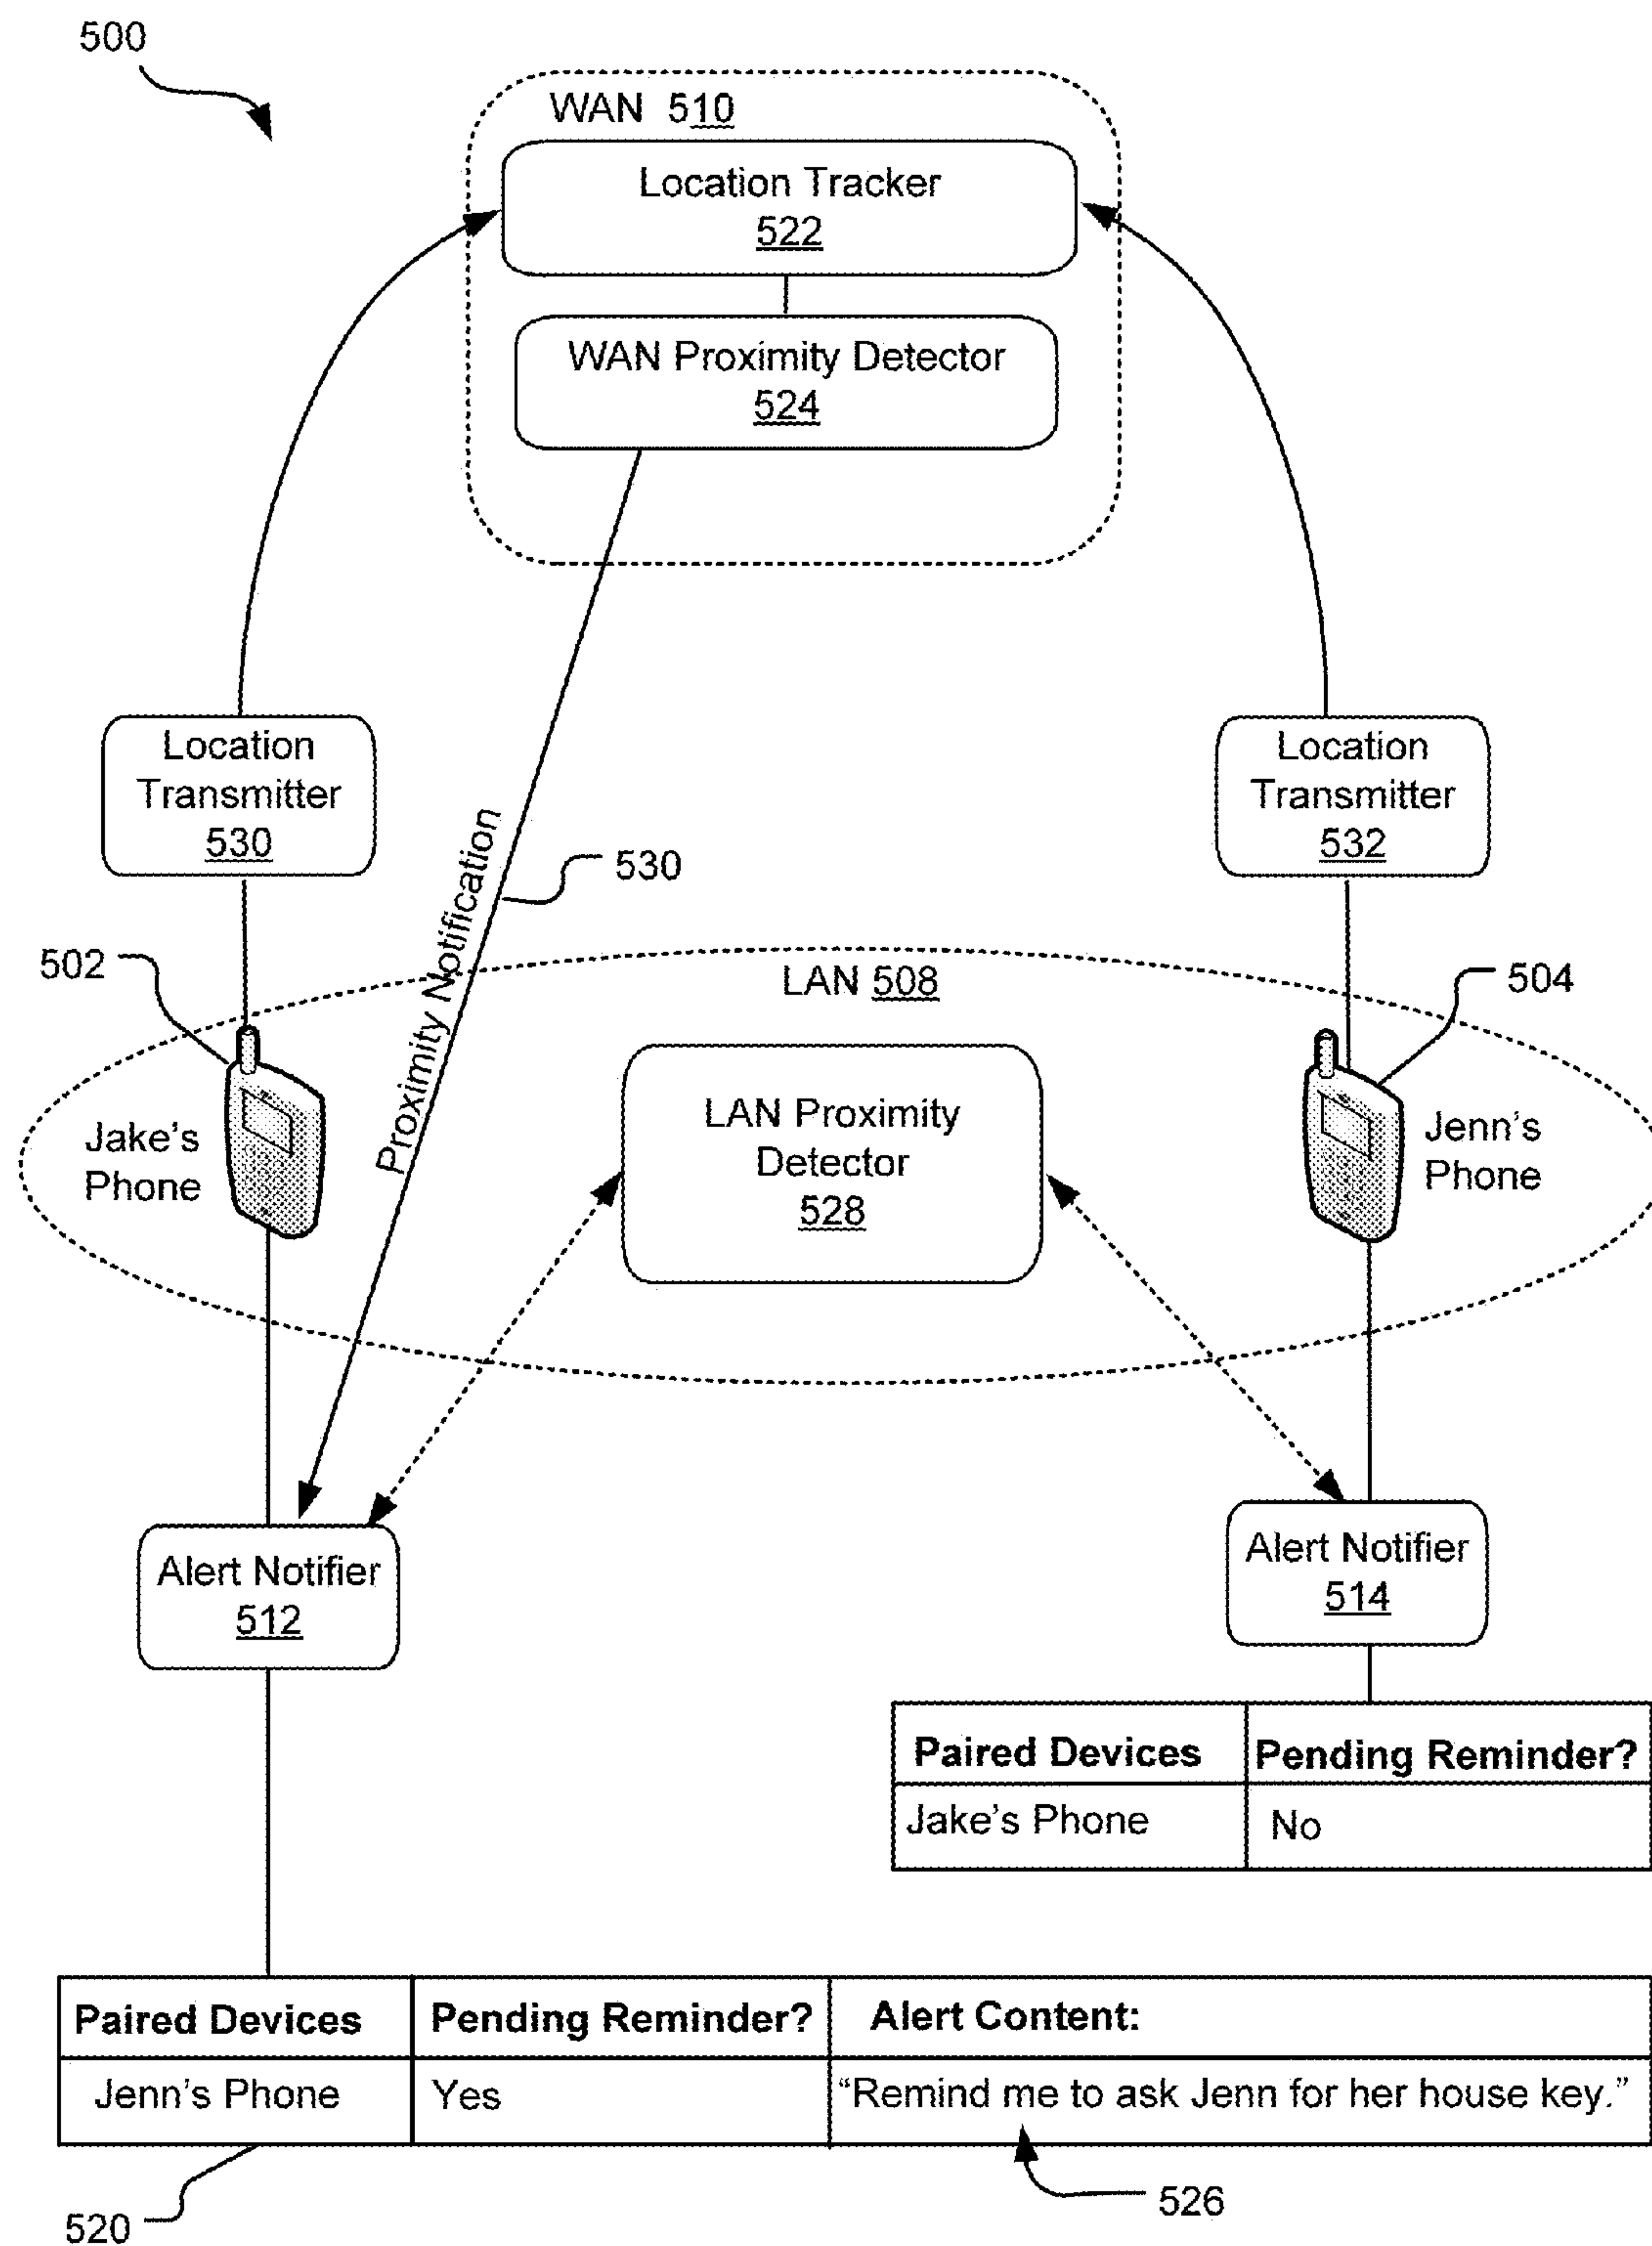 500
WAN 510
Location Tracker
522
WAN Proximity Detector
524
Location
Transmitter
530
Location
Transmitter
532
Proximity Notification
530
502
LAN 508
504
Jake's
Phone
LAN Proximity
Detector
528
Jenn's
Phone
Alert Notifier
512
Alert Notifier
514
Paired Devices Pending Reminder?
Jake's Phone No
Paired Devices Pending Reminder? Alert Content:
Jenn's Phone Yes “Remind me to ask Jenn for her house key.”
520
526